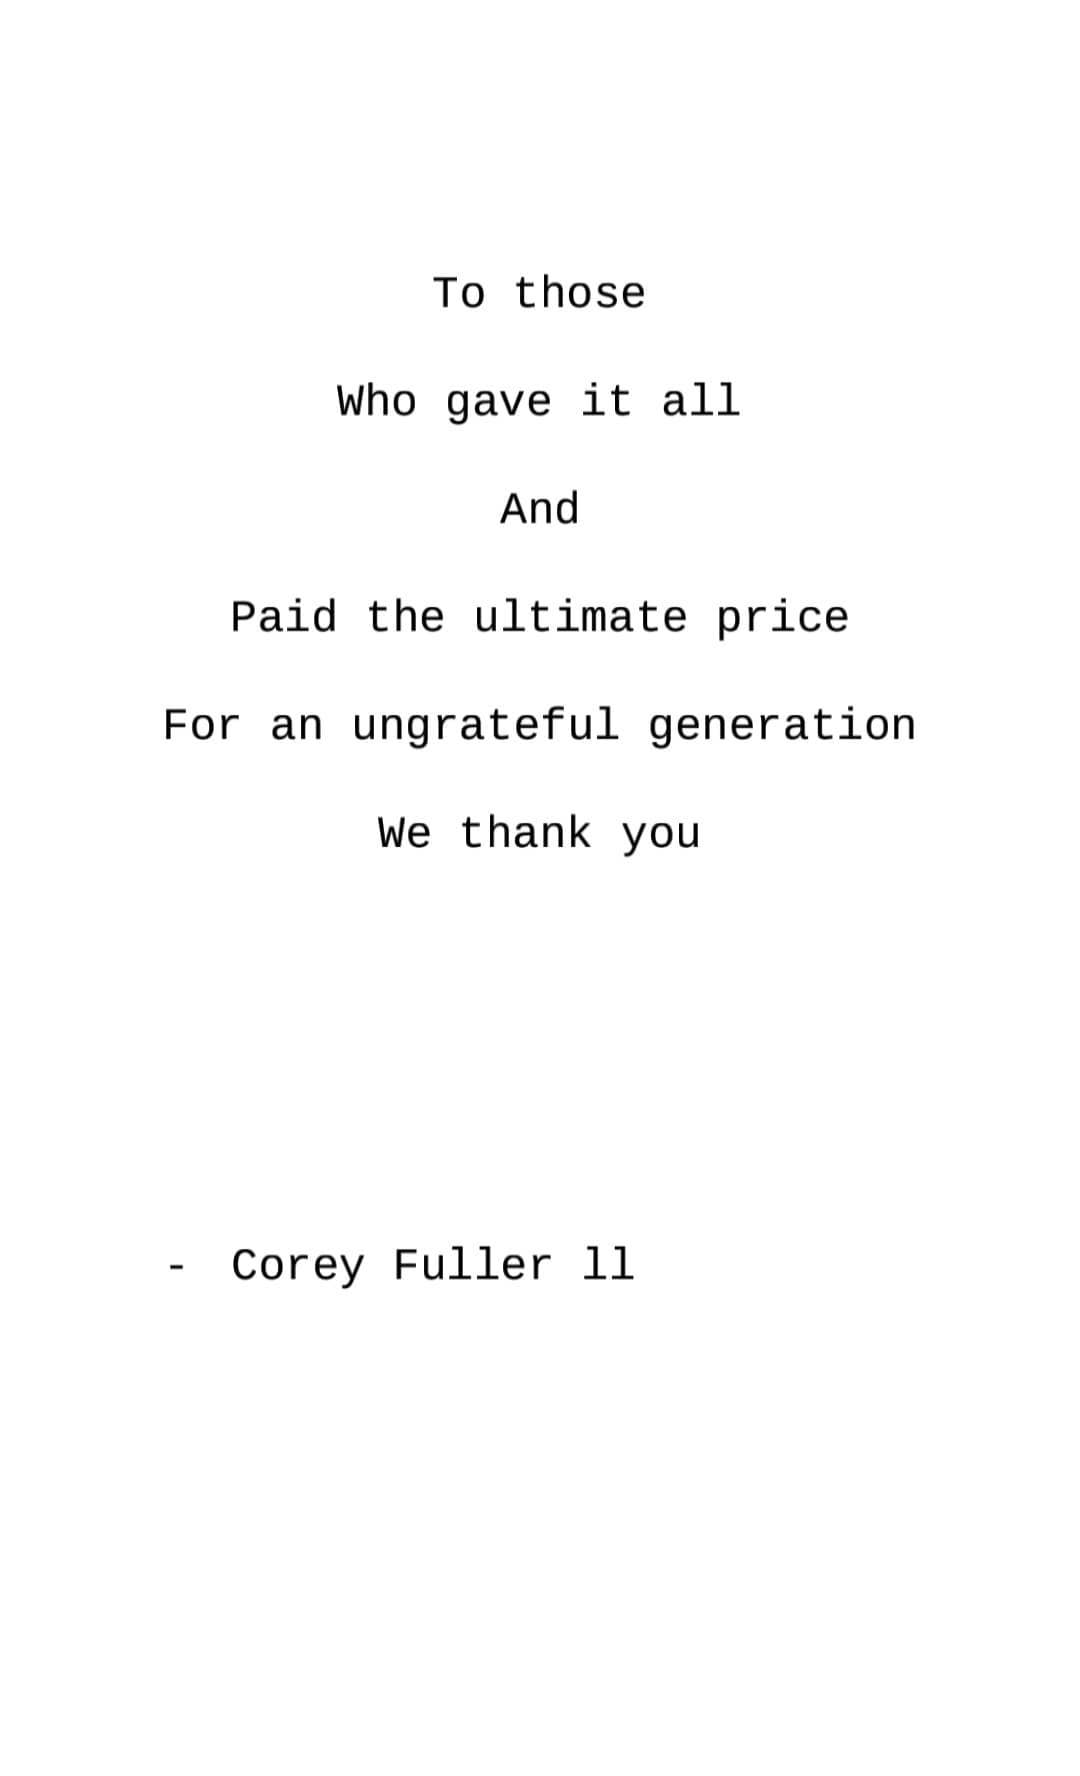 To those
Who gave it all
And
Paid the ultimate price
For an ungrateful generation
We thank you
- Corey Fuller ll